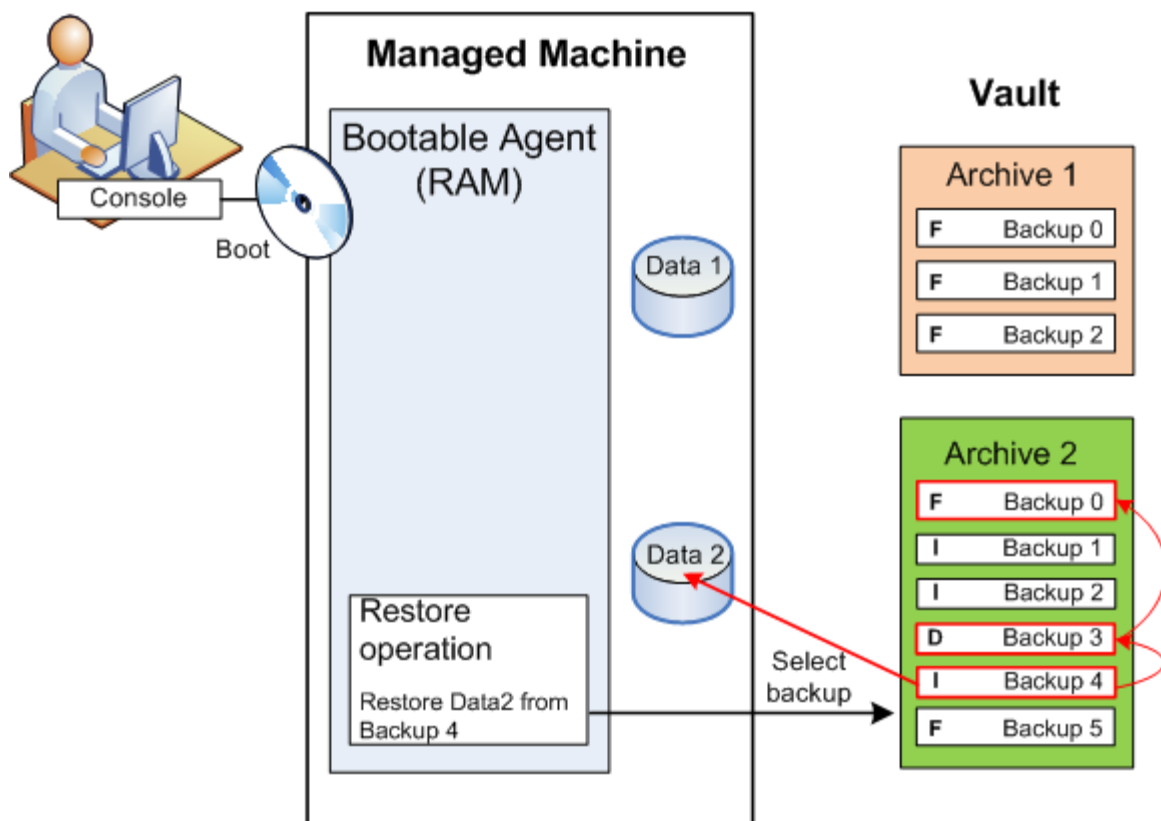 Managed Machine
Bootable Agent
(RAM)
Console
Boot
Data 1
Data 2
Restore
operation
Restore Data2 from
Backup 4
Select
backup
Vault
Archive 1
F Backup 0
F Backup 1
F Backup 2
Archive 2
F Backup 0
I Backup 1
I Backup 2
D Backup 3
I Backup 4
F Backup 5